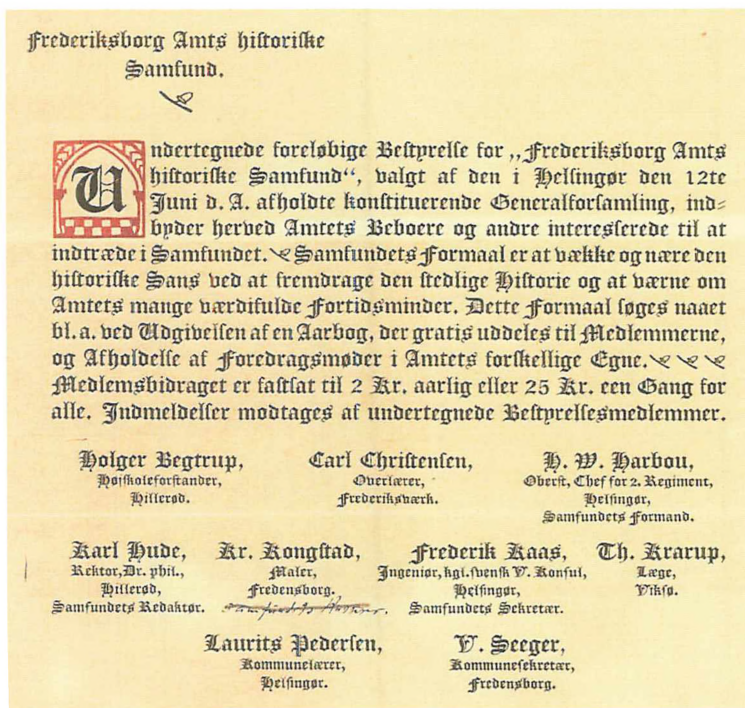 Frederiksborg Amts historiske
Samfund.
Undertegnede foreløbige Bestyrelse for „Frederiksborg Amts
historiske Samfund“, valgt af den i Helsingør den 12te
Juni d. A. afholdte konstituerende Generalforsamling, ind-
byder herved Amtets Beboere og andre interesserede til at
indtræde i Samfundet. Samfundets Formaal er at vække og nære den
historiske Sans ved at fremdrage den stedlige Historie og at værne om
Amtets mange værdifulde Fortidsminder. Dette Formaal søges naaet
bl. a. ved Udgivelsen af en Aarbog, der gratis uddeles til Medlemmerne,
og Afholdelse af Foredragsmøder i Amtets forskellige Egne.
Medlemsbidraget er fastsat til 2 Kr. aarlig eller 25 Kr. een Gang for
alle. Indmeldelser modtages af undertegnede Bestyrelsesmedlemmer.
Holger Begtrup,
Højskoleforstander,
Hillerød.
Carl Christensen,
Overlærer,
Frederiksværk.
H. W. Harbou,
Oberst, Chef for 2. Regiment,
Helsingør,
Samfundets Formand.
Karl Hude,
Rektor, Dr. phil.,
Hillerød,
Samfundets Redaktør.
Kr. Kongstad,
Maler,
Fredensborg.
Frederik Kaas,
Ingeniør, kgl. svensk V. Konsul,
Helsingør,
Samfundets Sekretær.
Th. Krarup,
Læge,
Viksø.
Laurits Pedersen,
Kommunelærer,
Helsingør.
V. Seeger,
Kommunesekretær,
Fredensborg.